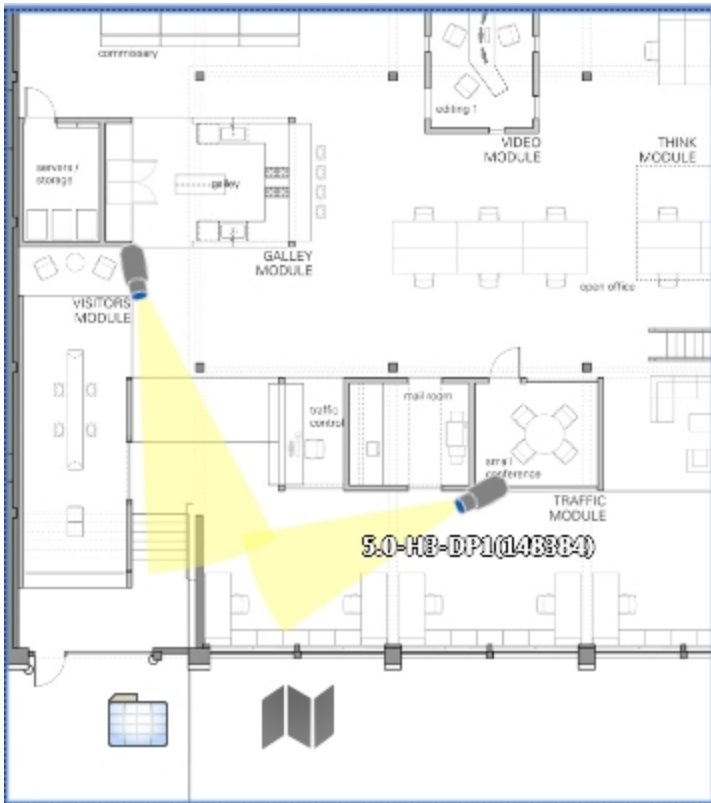 commissary
editing 1
VIDEO
MODULE
THINK
MODULE
servers /
storage
galley
GALLEY
MODULE
VISITORS
MODULE
open office
mail room
traffic
control
small
conference
TRAFFIC
MODULE
5.0-H3-DP1(148384)